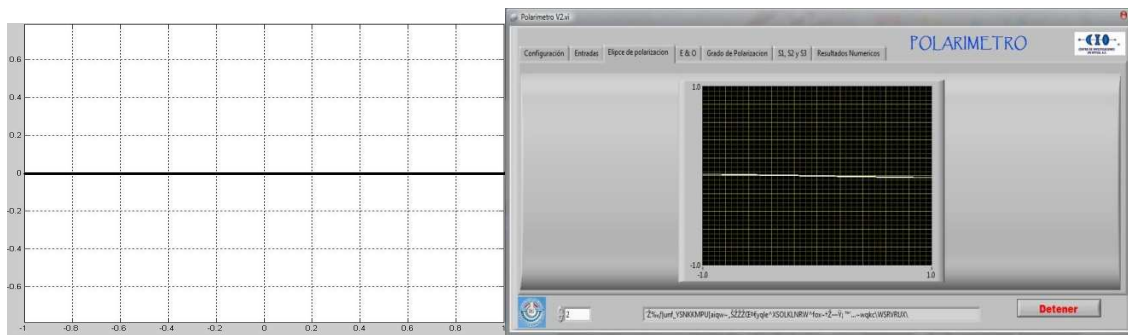 0.6
0.4
0.2
0
-0.2
-0.4
-0.6
-1 -0.8 -0.6 -0.4 -0.2 0 0.2 0.4 0.6 0.8 1
Polarimetro V2.vi
POLARIMETRO
CIO
Configuración Entradas Elipce de polarizacion E & O Grado de Polarizacion S1, S2 y S3 Resultados Numericos
1.0
-1.0
-1.0 1.0
2
Detener